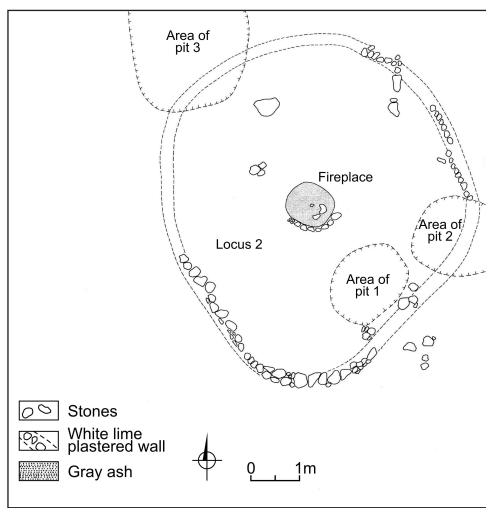 Area of
pit 3
Fireplace
Area of
pit 2
Locus 2
Area of
pit 1
Stones
White lime
plastered wall
Gray ash
0 1m